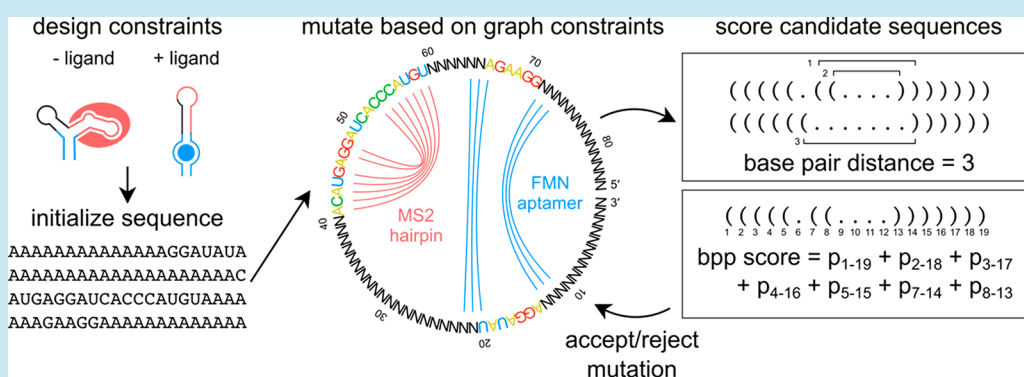 design constraints
- ligand + ligand
initialize sequence
AAAAAAAAAAAAAAGGAUAUA
AAAAAAAAAAAAAAAAAAAAC
AUGAGGAUCACCCAUGUAAAA
AAAGAAGGAAAAAAAAAAAAA
mutate based on graph constraints
5'
NNNNNNNNNNNNNAGGAUAUNNNNNNNNNNNNNNNNNNNNACAUGAGGAUCACCCAUGUNNNNNNAGAAGGNNNNNNNNNNNNN
3'
10
20
30
40
50
60
70
80
MS2
hairpin
FMN
aptamer
accept/reject
mutation
score candidate sequences
1
2
( ( ( ( ( . ( ( . . . . ) ) ) ) ) ) )
( ( ( ( ( ( . . . . . . . ) ) ) ) ) )
3
base pair distance = 3
( ( ( ( ( . ( ( . . . . ) ) ) ) ) ) )
1 2 3 4 5 6 7 8 9 10 11 12 13 14 15 16 17 18 19
bpp score = p1-19 + p2-18 + p3-17
+ p4-16 + p5-15 + p7-14 + p8-13